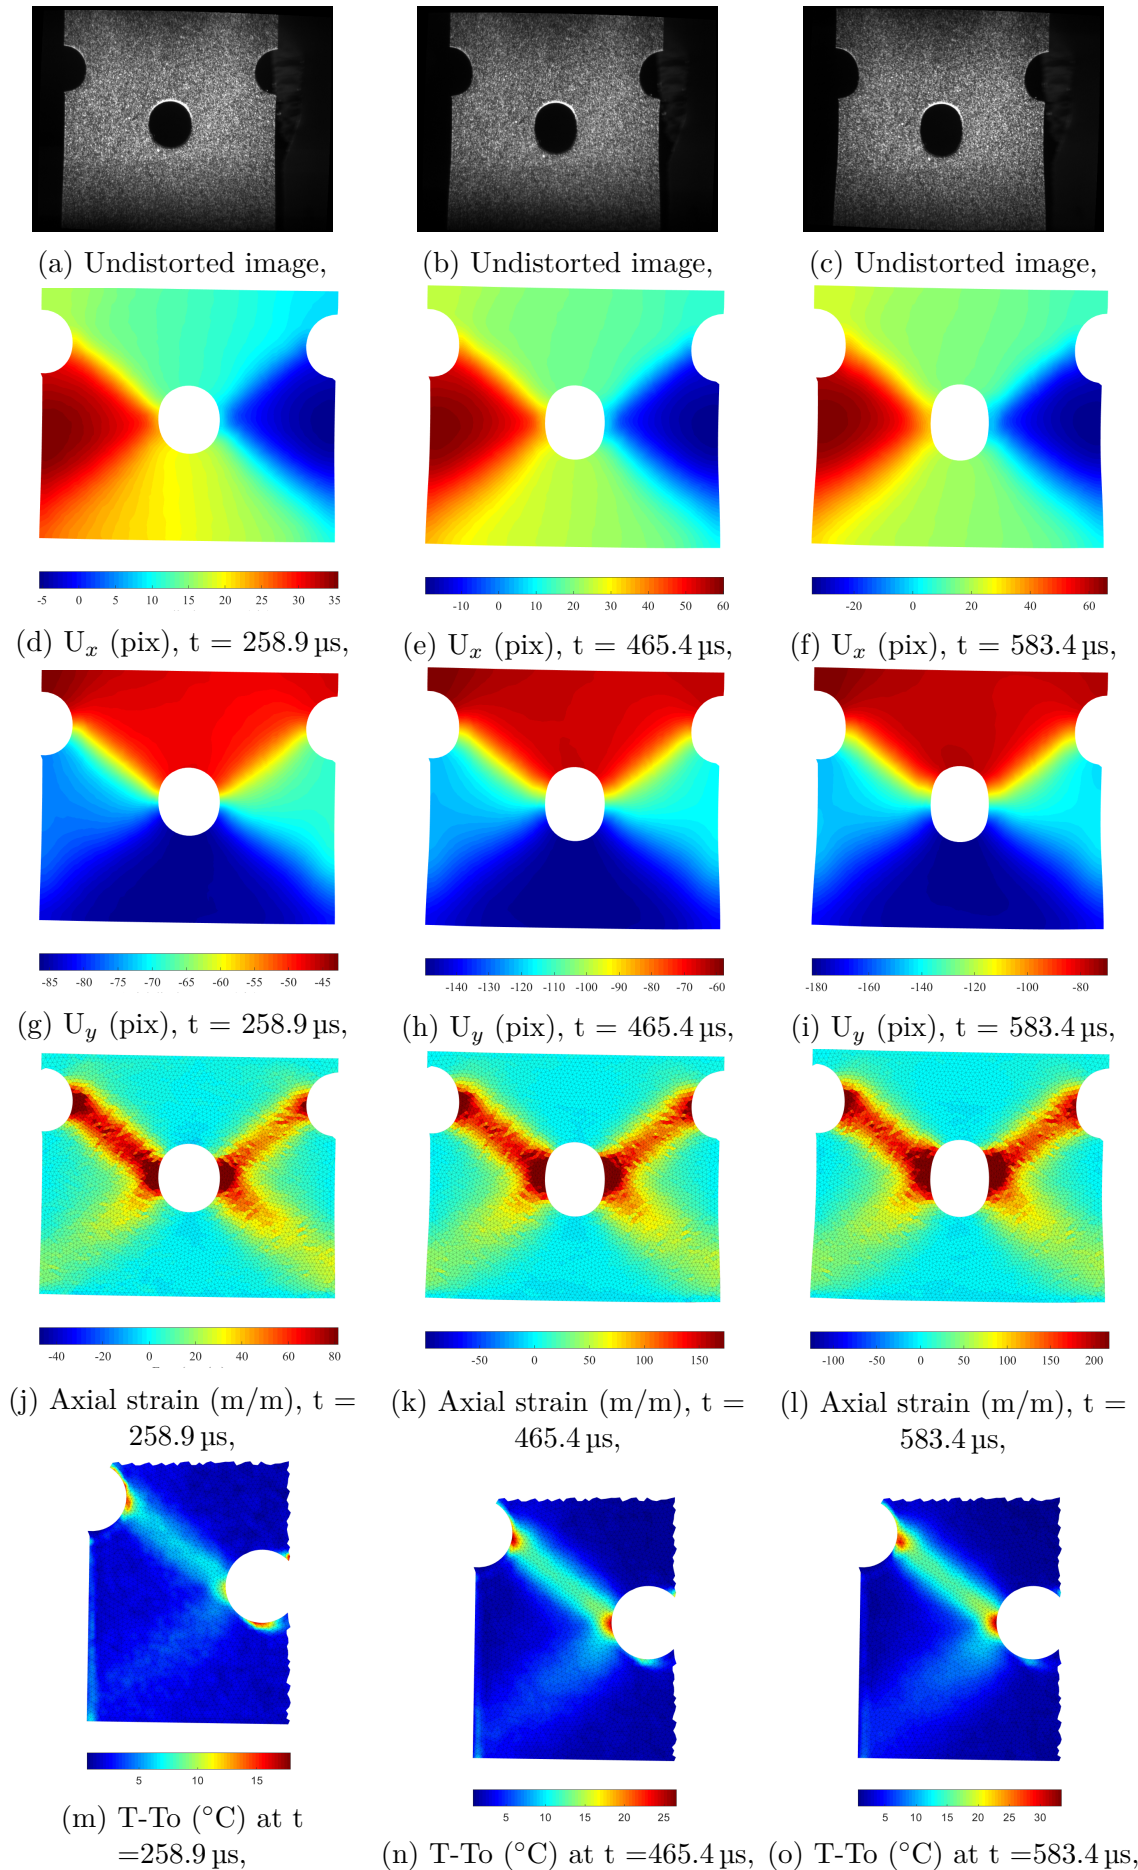 (a) Undistorted image,
(b) Undistorted image,
(c) Undistorted image,
-5 0 5 10 15 20 25 30 35
-10 0 10 20 30 40 50 60
-20 0 20 40 60
(d) Uₓ (pix), t = 258.9 µs,
(e) Uₓ (pix), t = 465.4 µs,
(f) Uₓ (pix), t = 583.4 µs,
-85 -80 -75 -70 -65 -60 -55 -50 -45
-140 -130 -120 -110 -100 -90 -80 -70 -60
-180 -160 -140 -120 -100 -80
(g) U_y (pix), t = 258.9 µs,
(h) U_y (pix), t = 465.4 µs,
(i) U_y (pix), t = 583.4 µs,
-40 -20 0 20 40 60 80
-50 0 50 100 150
-100 -50 0 50 100 150 200
(j) Axial strain (m/m), t =
258.9 µs,
(k) Axial strain (m/m), t =
465.4 µs,
(l) Axial strain (m/m), t =
583.4 µs,
5 10 15
5 10 15 20 25
5 10 15 20 25 30
(m) T-To (°C) at t
=258.9 µs,
(n) T-To (°C) at t =465.4 µs,
(o) T-To (°C) at t =583.4 µs,